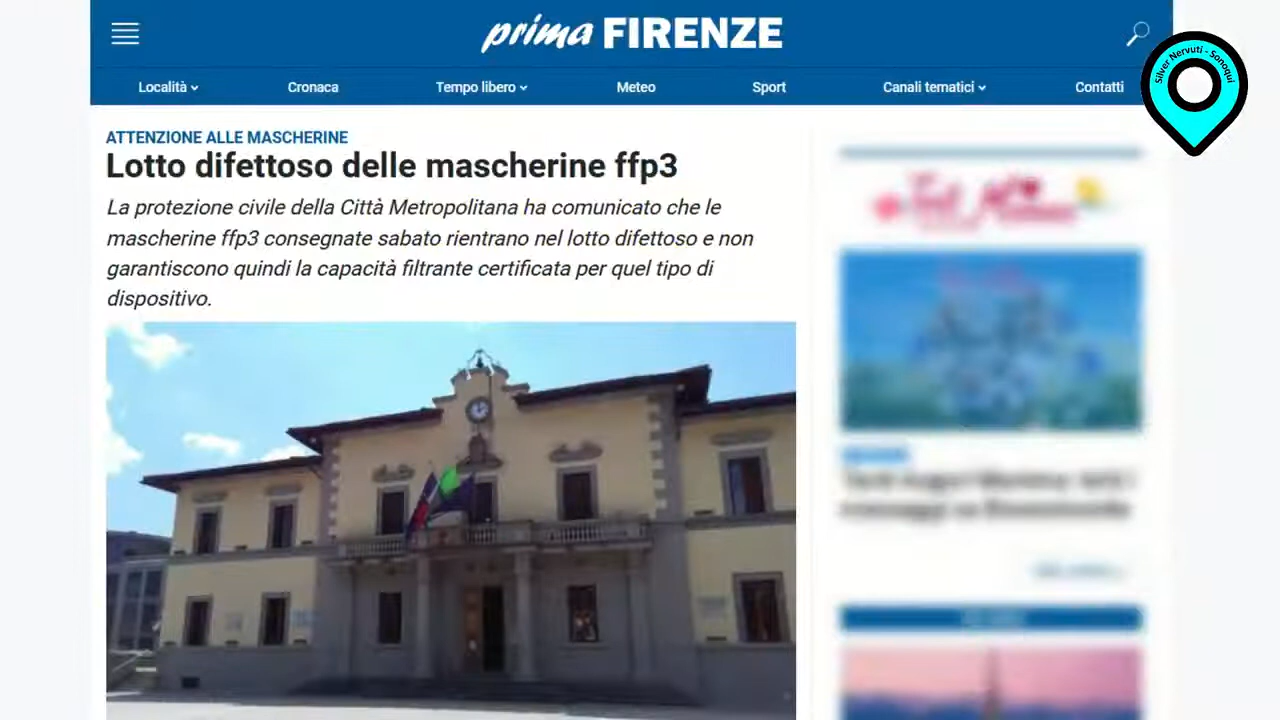 prima FIRENZE
Silver Nervuti - Sonoqui
Località Cronaca Tempo libero Meteo Sport Canali tematici Contatti
ATTENZIONE ALLE MASCHERINE
Lotto difettoso delle mascherine ffp3
La protezione civile della Città Metropolitana ha comunicato che le
mascherine ffp3 consegnate sabato rientrano nel lotto difettoso e non
garantiscono quindi la capacità filtrante certificata per quel tipo di
dispositivo.